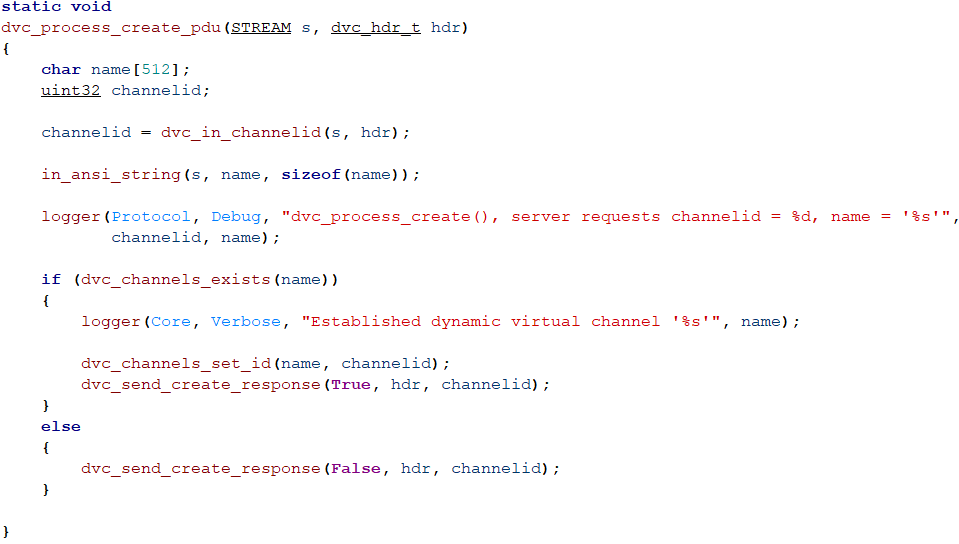 static void
dvc_process_create_pdu(STREAM s, dvc_hdr_t hdr)
{
    char name[512];
    uint32 channelid;

    channelid = dvc_in_channelid(s, hdr);

    in_ansi_string(s, name, sizeof(name));

    logger(Protocol, Debug, "dvc_process_create(), server requests channelid = %d, name = '%s'",
           channelid, name);

    if (dvc_channels_exists(name))
    {
        logger(Core, Verbose, "Established dynamic virtual channel '%s'", name);

        dvc_channels_set_id(name, channelid);
        dvc_send_create_response(True, hdr, channelid);
    }
    else
    {
        dvc_send_create_response(False, hdr, channelid);
    }

}